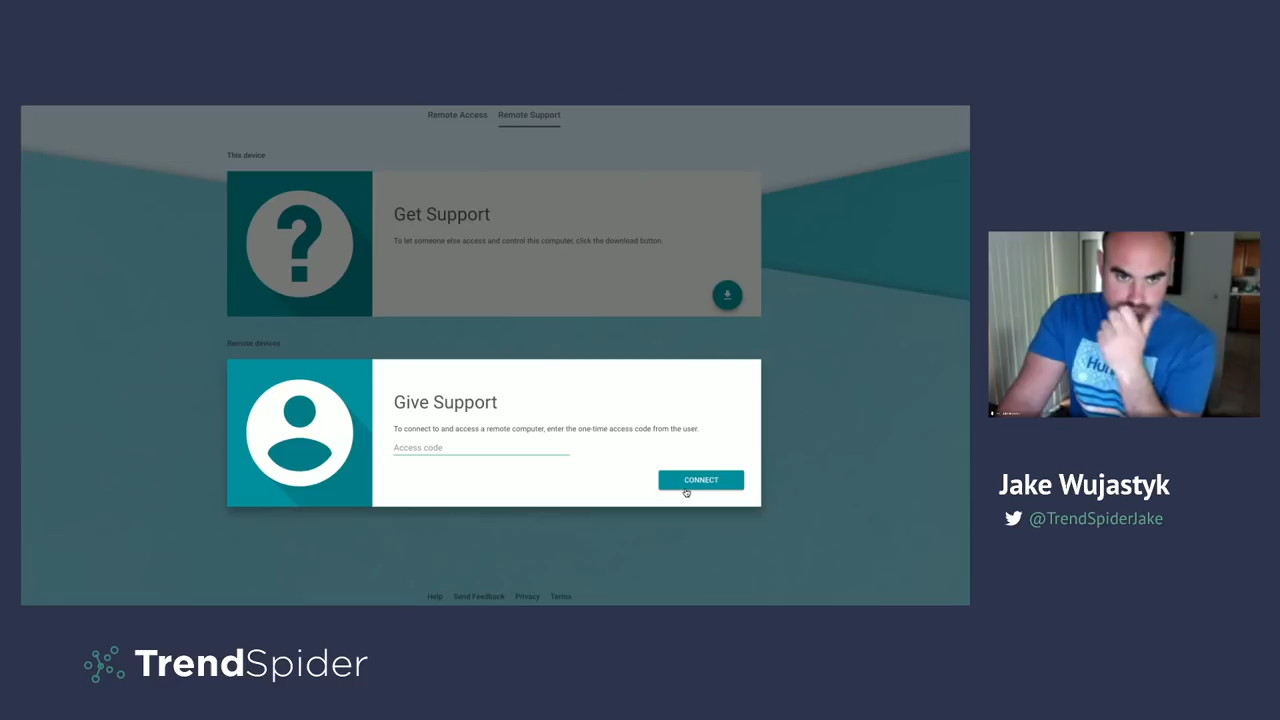 Remote Access Remote Support
This device
Get Support
To let someone else access and control this computer, click the download button.
Remote devices
Give Support
To connect to and access a remote computer, enter the one-time access code from the user.
Access code
CONNECT
Help Send Feedback Privacy Terms
Jake Wujastyk
@TrendSpiderJake
TrendSpider